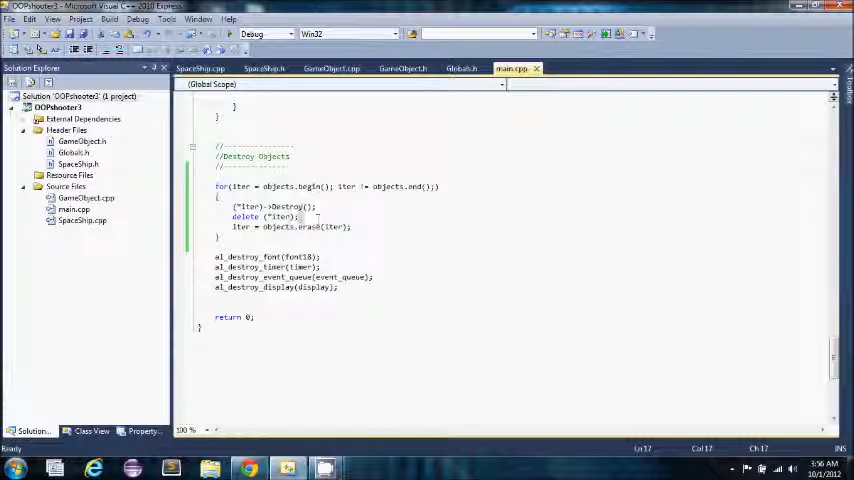 OOPshooter3 - Microsoft Visual C++ 2010 Express
File Edit View Project Build Debug Tools Window Help
Debug Win32
Solution Explorer
SpaceShip.cpp SpaceShip.h GameObject.cpp GameObject.h Globals.h main.cpp
(Global Scope)
Solution 'OOPshooter3' (1 project)
OOPshooter3
External Dependencies
Header Files
GameObject.h
Globals.h
SpaceShip.h
Resource Files
Source Files
GameObject.cpp
main.cpp
SpaceShip.cpp
}
}
//---------------
//Destroy Objects
//---------------
for(iter = objects.begin(); iter != objects.end();)
{
(*iter)->Destroy();
delete (*iter);
iter = objects.erase(iter);
}
al_destroy_font(font18);
al_destroy_timer(timer);
al_destroy_event_queue(event_queue);
al_destroy_display(display);
return 0;
}
Toolbox
100 %
Solution... Class View Property...
Ready Ln 17 Col 17 Ch 17 INS
3:56 AM
10/1/2012